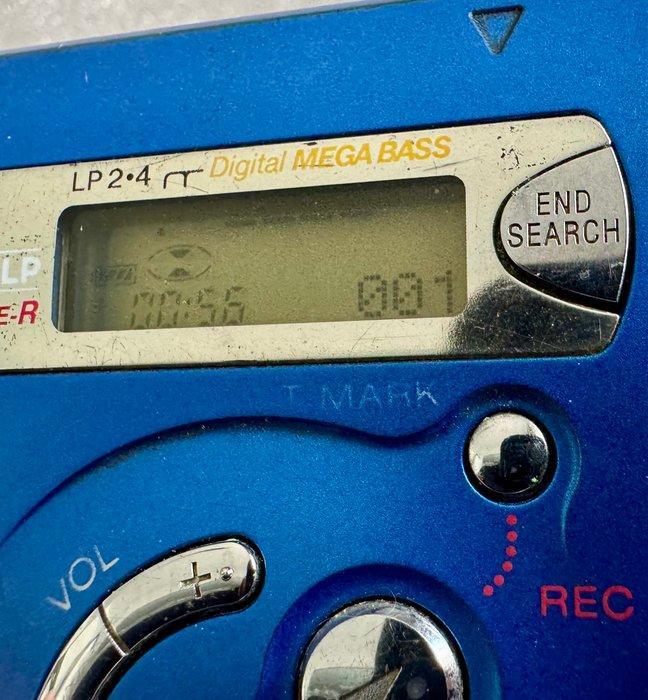 LP2•4 Digital MEGA BASS
END
SEARCH
LP
E-R
00:56 001
T MARK
VOL
+
REC